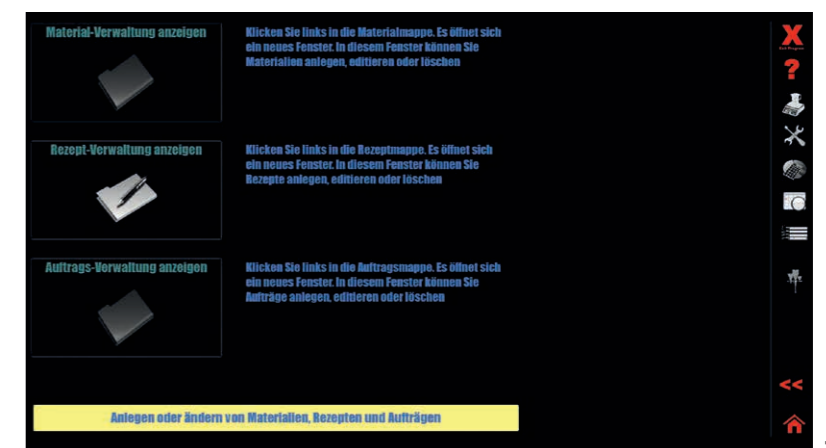 Material-Verwaltung anzeigen
Klicken Sie links in die Materialmappe. Es öffnet sich
ein neues Fenster. In diesem Fenster können Sie
Materialien anlegen, editieren oder löschen
Rezept-Verwaltung anzeigen
Klicken Sie links in die Rezeptmappe. Es öffnet sich
ein neues Fenster. In diesem Fenster können Sie
Rezepte anlegen, editieren oder löschen
Auftrags-Verwaltung anzeigen
Klicken Sie links in die Auftragsmappe. Es öffnet sich
ein neues Fenster. In diesem Fenster können Sie
Aufträge anlegen, editieren oder löschen
Anlegen oder ändern von Materialien, Rezepten und Aufträgen
X
Exit Program
?
<<